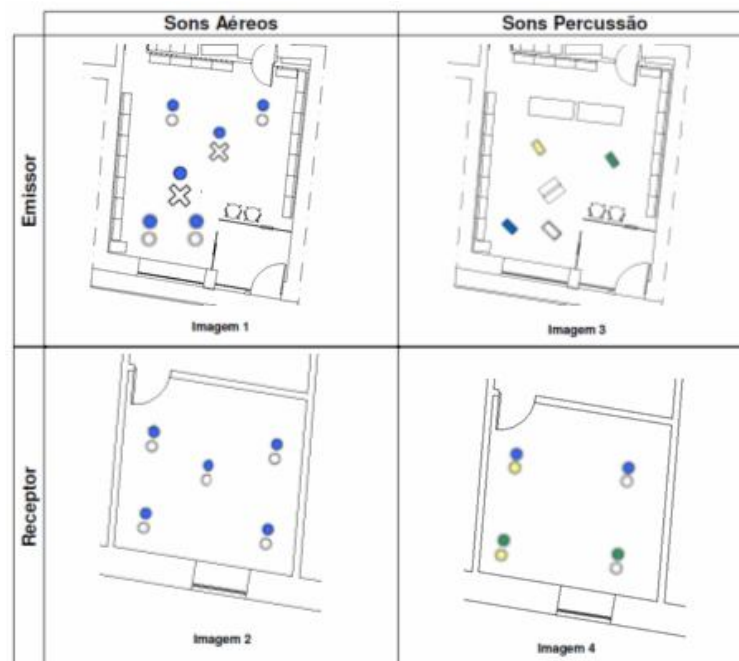 Sons Aéreos
Sons Percussão
Emissor
Imagem 1
Imagem 3
Receptor
Imagem 2
Imagem 4